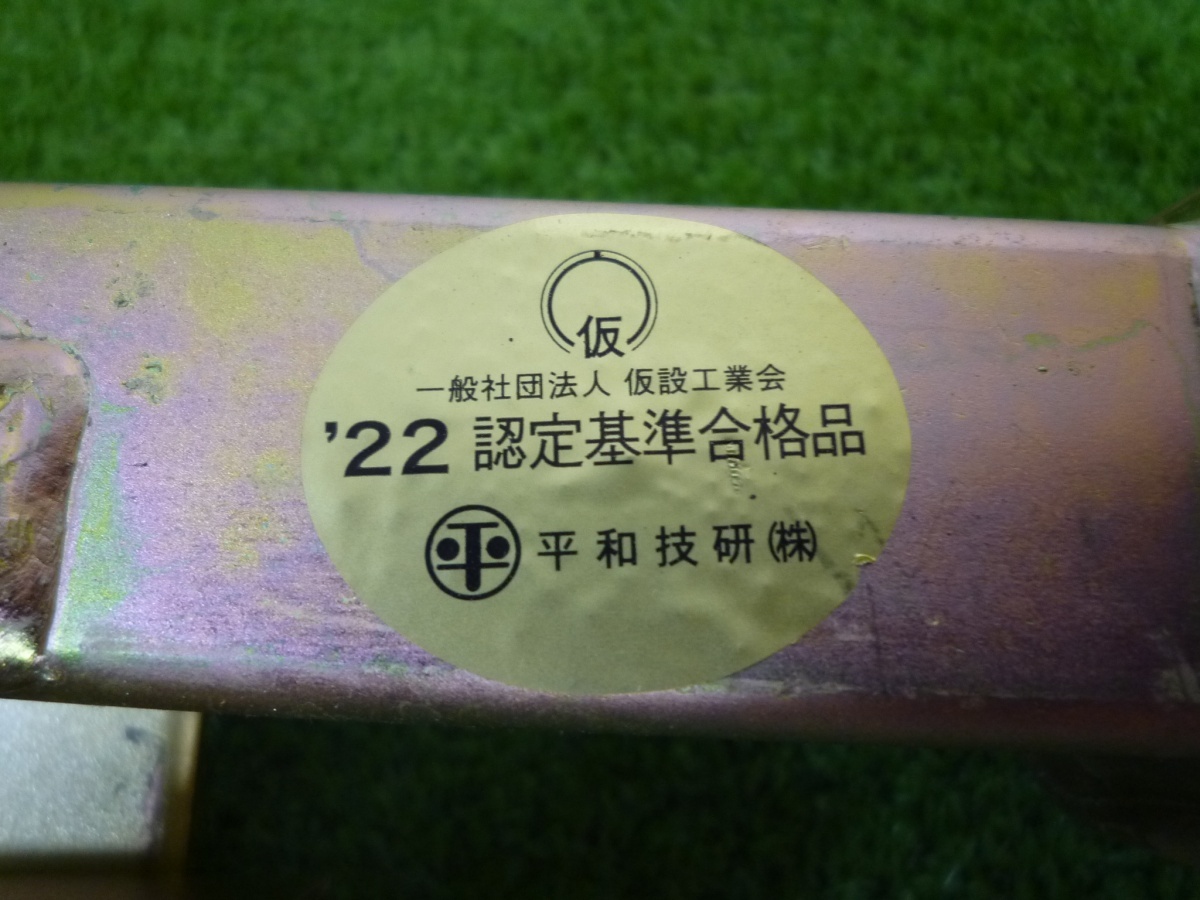 仮
一般社団法人 仮設工業会
'22 認定基準合格品
平 平和技研㈱